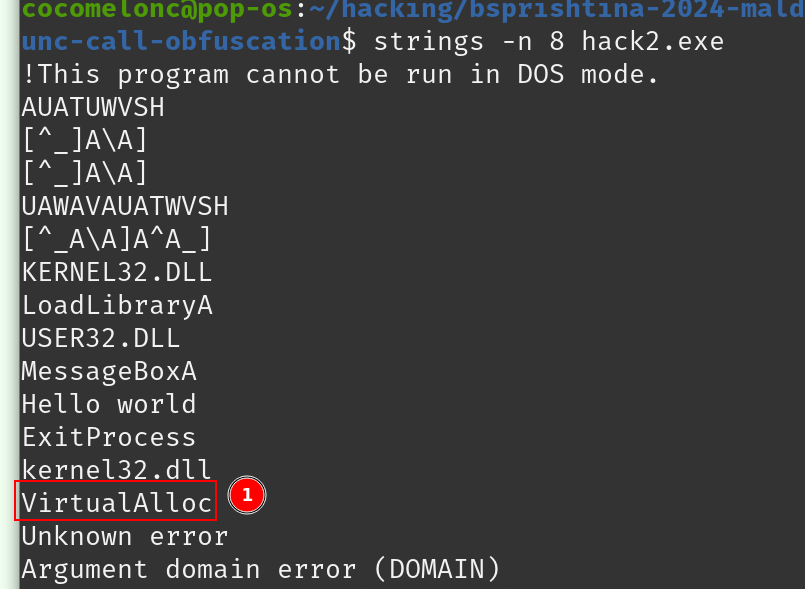 cocomelonc@pop-os:~/hacking/bsprishtina-2024-mald
unc-call-obfuscation$ strings -n 8 hack2.exe
!This program cannot be run in DOS mode.
AUATUWVSH
[^_]A\A]
[^_]A\A]
UAWAVAUATWVSH
[^_A\A]A^A_]
KERNEL32.DLL
LoadLibraryA
USER32.DLL
MessageBoxA
Hello world
ExitProcess
kernel32.dll
VirtualAlloc 1
Unknown error
Argument domain error (DOMAIN)